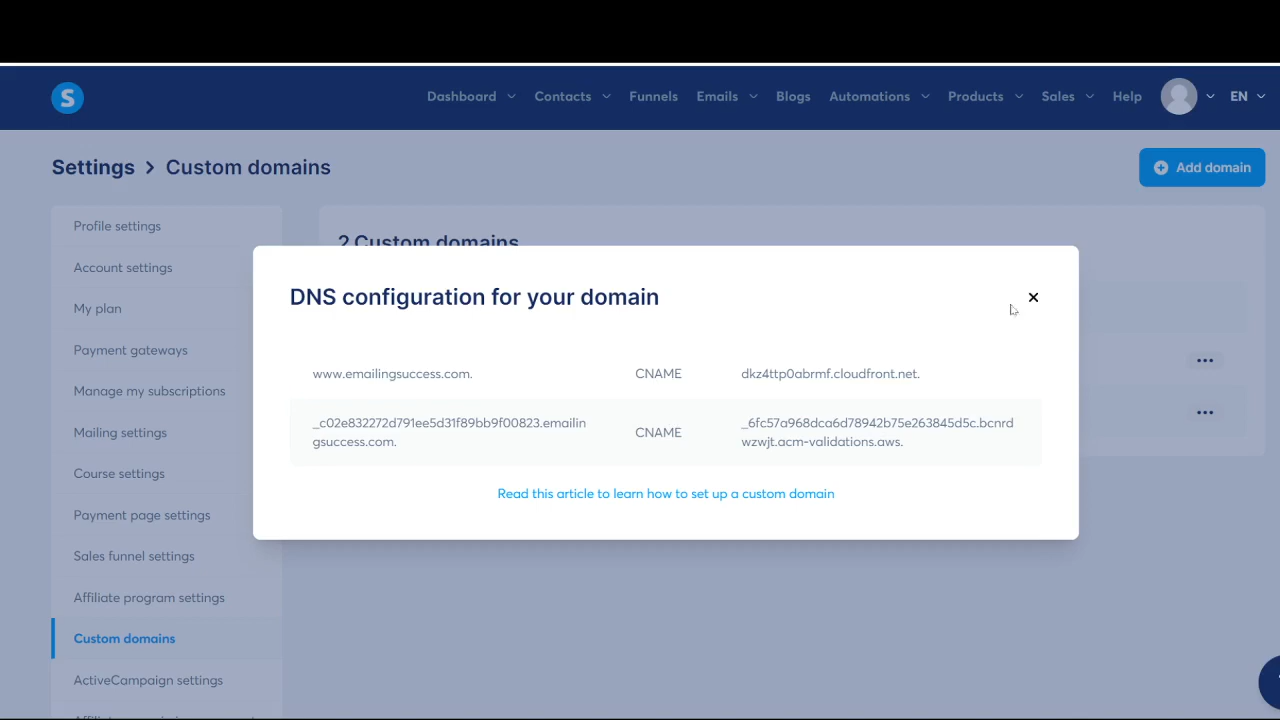 S
Dashboard Contacts Funnels Emails Blogs Automations Products Sales Help EN
Settings > Custom domains
Add domain
Profile settings
Account settings
My plan
Payment gateways
Manage my subscriptions
Mailing settings
Course settings
Payment page settings
Sales funnel settings
Affiliate program settings
Custom domains
ActiveCampaign settings
2 Custom domains
DNS configuration for your domain
www.emailingsuccess.com. CNAME dkz4ttp0abrmf.cloudfront.net.
_c02e832272d791ee5d31f89bb9f00823.emailin
gsuccess.com.
CNAME
_6fc57a968dca6d78942b75e263845d5c.bcnrd
wzwjt.acm-validations.aws.
Read this article to learn how to set up a custom domain